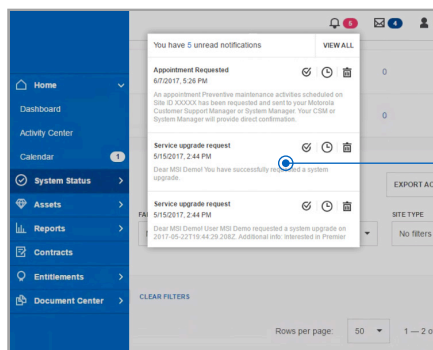 5
4
You have 5 unread notifications
VIEW ALL
Appointment Requested
6/7/2017, 5:26 PM
An appointment Preventive maintenance activities scheduled on
Site ID XXXXX has been requested and sent to your Motorola
Customer Support Manager or System Manager. Your CSM or
System Manager will provide direct confirmation.
Service upgrade request
5/15/2017, 2:44 PM
Dear MSI Demo! You have successfully requested a system
upgrade.
Service upgrade request
5/15/2017, 2:44 PM
Dear MSI Demo! User MSI Demo requested a system upgrade on
2017-05-22T19:44:29.208Z. Additional info: Interested in Premier
Home
Dashboard
Activity Center
Calendar
1
System Status
Assets
Reports
Contracts
Entitlements
Document Center
0
0
EXPORT AC
FA
SITE TYPE
No filters
CLEAR FILTERS
Rows per page: 50
1 — 2 o